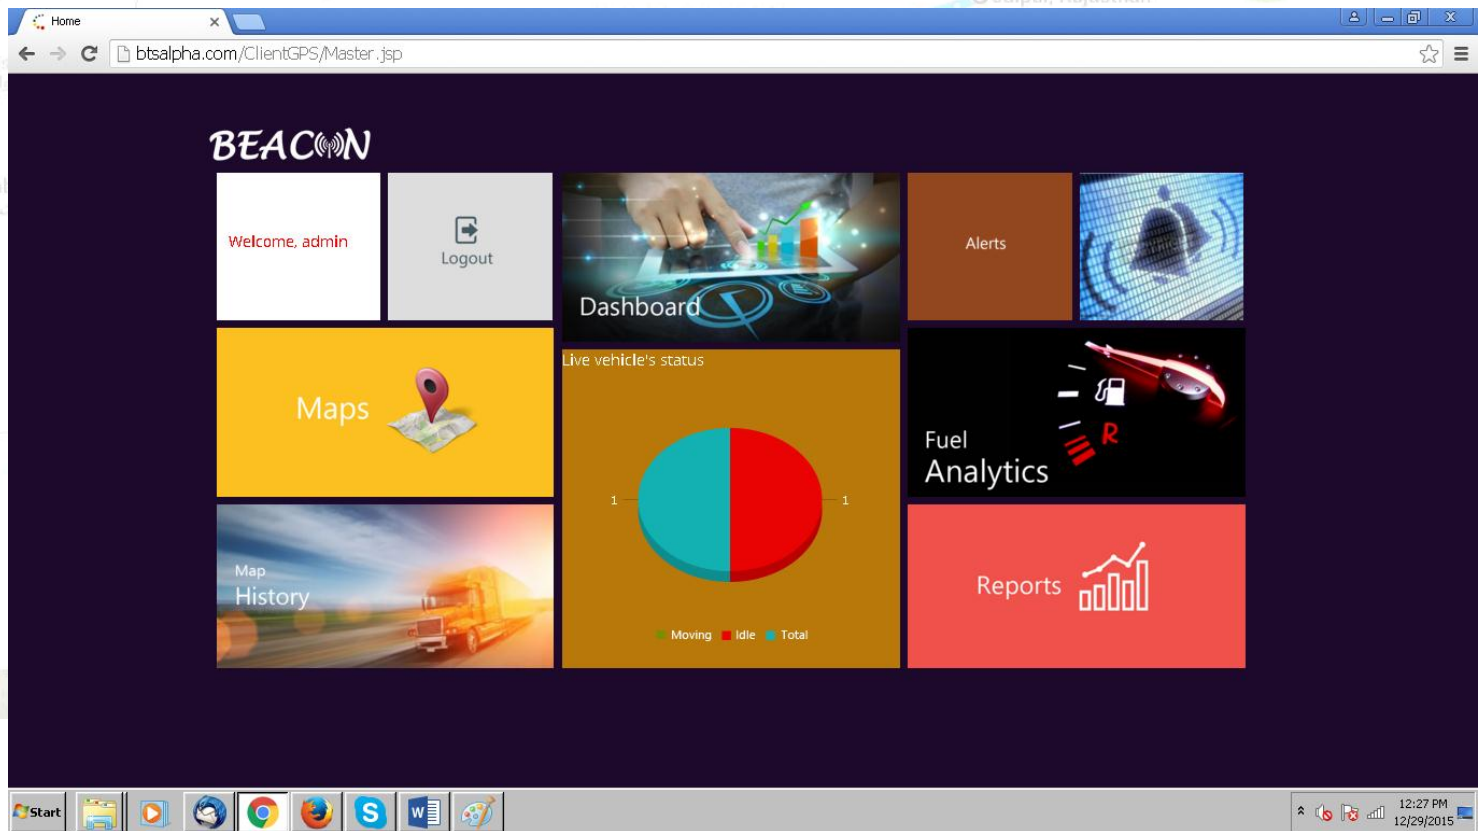 Home
btsalpha.com/ClientGPS/Master.jsp
BEACON
Welcome, admin
Logout
Dashboard
Alerts
Maps
Live vehicle's status
1
1
Moving Idle Total
Fuel
Analytics
R
Map
History
Reports
Start
S
W
12:27 PM
12/29/2015